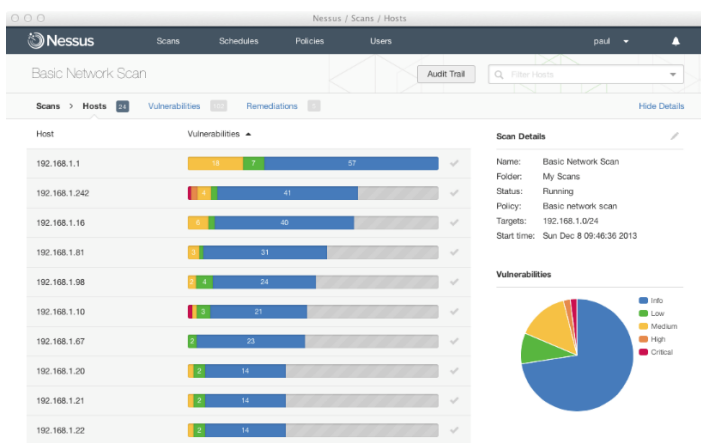 Nessus / Scans / Hosts
Nessus Scans Schedules Policies Users paul
Basic Network Scan Audit Trail Filter Hosts
Scans > Hosts 24 Vulnerabilities Remediations Hide Details
Host Vulnerabilities
192.168.1.1 18 7 57
192.168.1.242 4 41
192.168.1.16 40
192.168.1.81 3 31
192.168.1.98 2 4 24
192.168.1.10 3 21
192.168.1.67 2 23
192.168.1.20 2 14
192.168.1.21 2 14
192.168.1.22 2 14
Scan Details
Name: Basic Network Scan
Folder: My Scans
Status: Running
Policy: Basic network scan
Targets: 192.168.1.0/24
Start time: Sun Dec 8 09:46:36 2013
Vulnerabilities
Info
Low
Medium
High
Critical